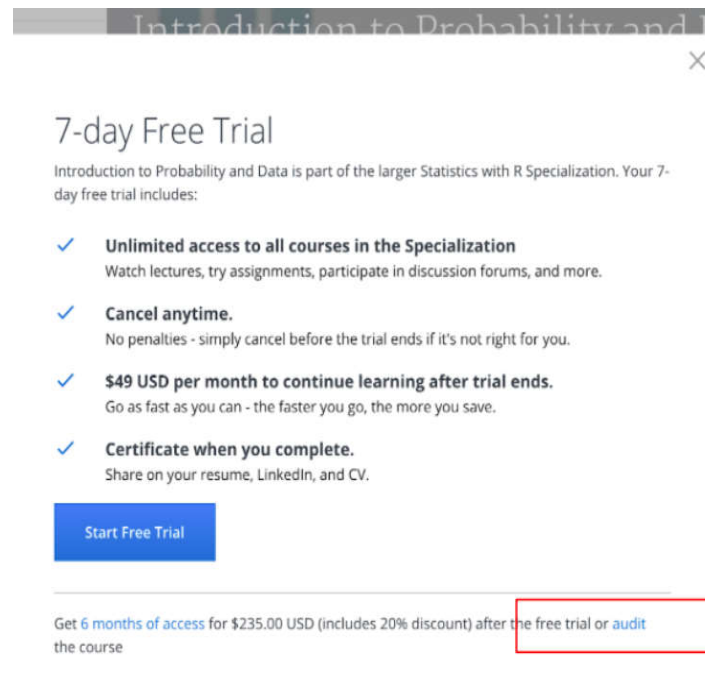 Introduction to Probability and
7-day Free Trial
Introduction to Probability and Data is part of the larger Statistics with R Specialization. Your 7-
day free trial includes:
Unlimited access to all courses in the Specialization
Watch lectures, try assignments, participate in discussion forums, and more.
Cancel anytime.
No penalties - simply cancel before the trial ends if it's not right for you.
$49 USD per month to continue learning after trial ends.
Go as fast as you can - the faster you go, the more you save.
Certificate when you complete.
Share on your resume, LinkedIn, and CV.
Start Free Trial
Get 6 months of access for $235.00 USD (includes 20% discount) after the free trial or audit
the course